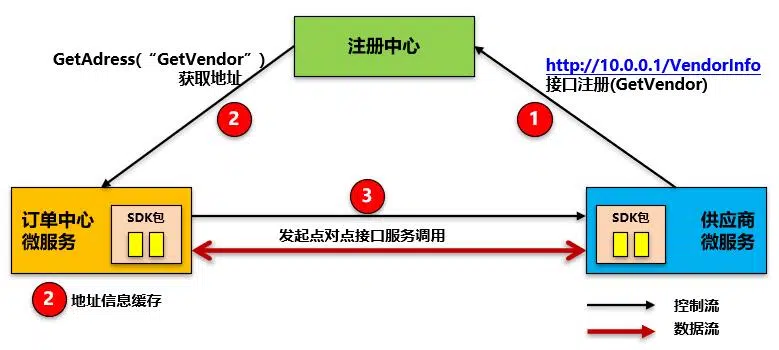 注册中心
GetAdress(“GetVendor”)
获取地址
http://10.0.0.1/VendorInfo
接口注册(GetVendor)
2
1
订单中心
微服务
SDK包
3
发起点对点接口服务调用
SDK包
供应商
微服务
2 地址信息缓存
控制流
数据流